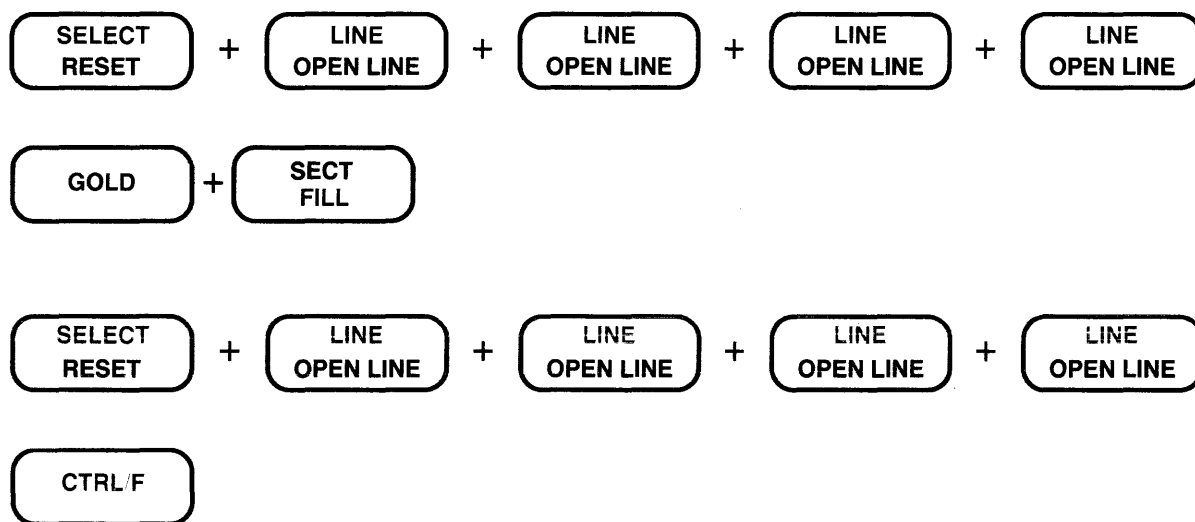 SELECT + LINE + LINE + LINE + LINE
RESET OPEN LINE OPEN LINE OPEN LINE OPEN LINE
GOLD + SECT
FILL
SELECT + LINE + LINE + LINE + LINE
RESET OPEN LINE OPEN LINE OPEN LINE OPEN LINE
CTRL/F